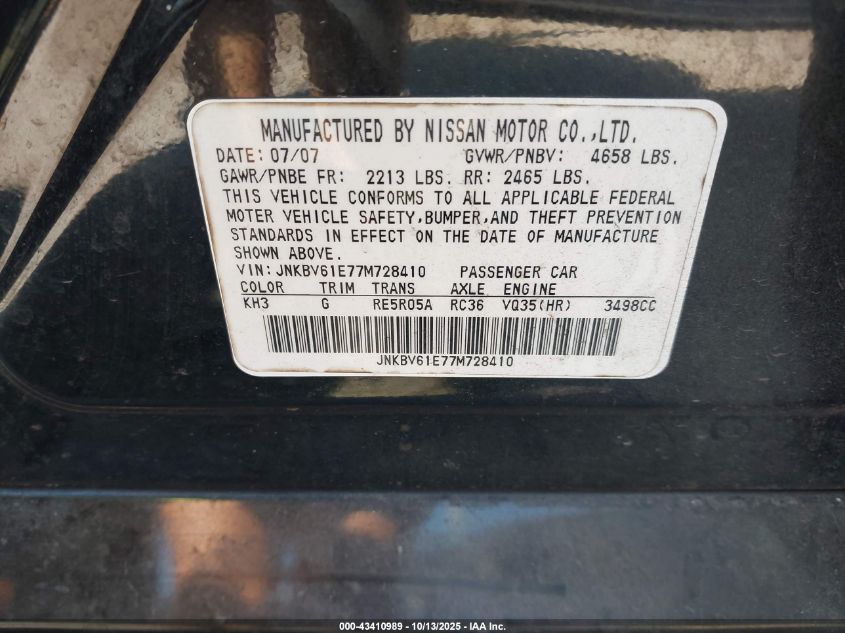 MANUFACTURED BY NISSAN MOTOR CO.,LTD.
DATE: 07/07 GVWR/PNBV: 4658 LBS.
GAWR/PNBE FR: 2213 LBS. RR: 2465 LBS.
THIS VEHICLE CONFORMS TO ALL APPLICABLE FEDERAL
MOTER VEHICLE SAFETY,BUMPER,AND THEFT PREVENTION
STANDARDS IN EFFECT ON THE DATE OF MANUFACTURE
SHOWN ABOVE.
VIN: JNKBV61E77M728410 PASSENGER CAR
COLOR TRIM TRANS AXLE ENGINE
KH3 G RE5R05A RC36 VQ35(HR) 3498CC
JNKBV61E77M728410
000-43410989 - 10/13/2025 - IAA Inc.